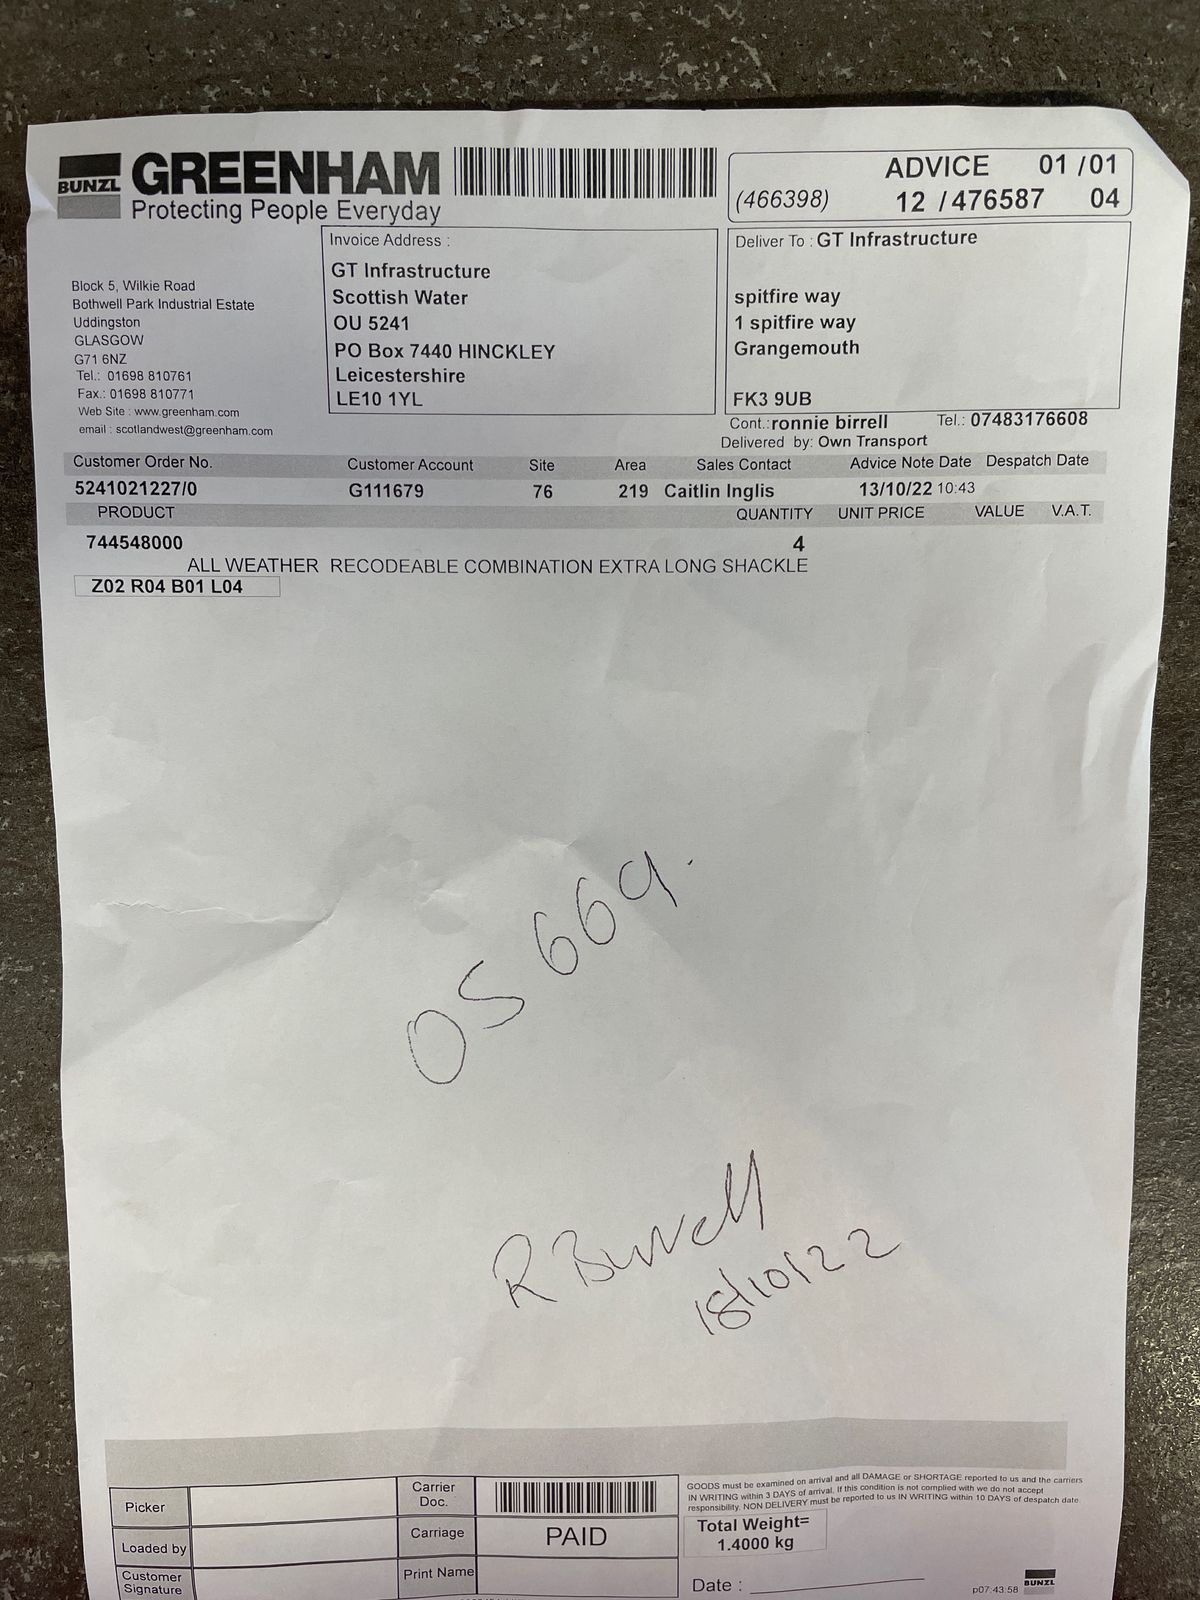 BUNZL GREENHAM
Protecting People Everyday
ADVICE 01 /01
(466398) 12 / 476587 04
Block 5, Wilkie Road
Bothwell Park Industrial Estate
Uddingston
GLASGOW
G71 6NZ
Tel.: 01698 810761
Fax.: 01698 810771
Web Site : www.greenham.com
email : scotlandwest@greenham.com
Invoice Address :
GT Infrastructure
Scottish Water
OU 5241
PO Box 7440 HINCKLEY
Leicestershire
LE10 1YL
Deliver To : GT Infrastructure
spitfire way
1 spitfire way
Grangemouth
FK3 9UB
Cont.: ronnie birrell Tel.: 07483176608
Delivered by: Own Transport
Customer Order No. Customer Account Site Area Sales Contact Advice Note Date Despatch Date
5241021227/0 G111679 76 219 Caitlin Inglis 13/10/22 10:43
PRODUCT QUANTITY UNIT PRICE VALUE V.A.T.
744548000 4
ALL WEATHER RECODEABLE COMBINATION EXTRA LONG SHACKLE
Z02 R04 B01 L04
OS 669.
R Burrell
18/10/22
Picker
Loaded by
Customer Signature
Carrier Doc.
Carriage PAID
Print Name
GOODS must be examined on arrival and all DAMAGE or SHORTAGE reported to us and the carriers
IN WRITING within 3 DAYS of arrival. If this condition is not complied with we do not accept
responsibility. NON DELIVERY must be reported to us IN WRITING within 10 DAYS of despatch date
Total Weight=
1.4000 kg
Date :
p07:43:58 BUNZL